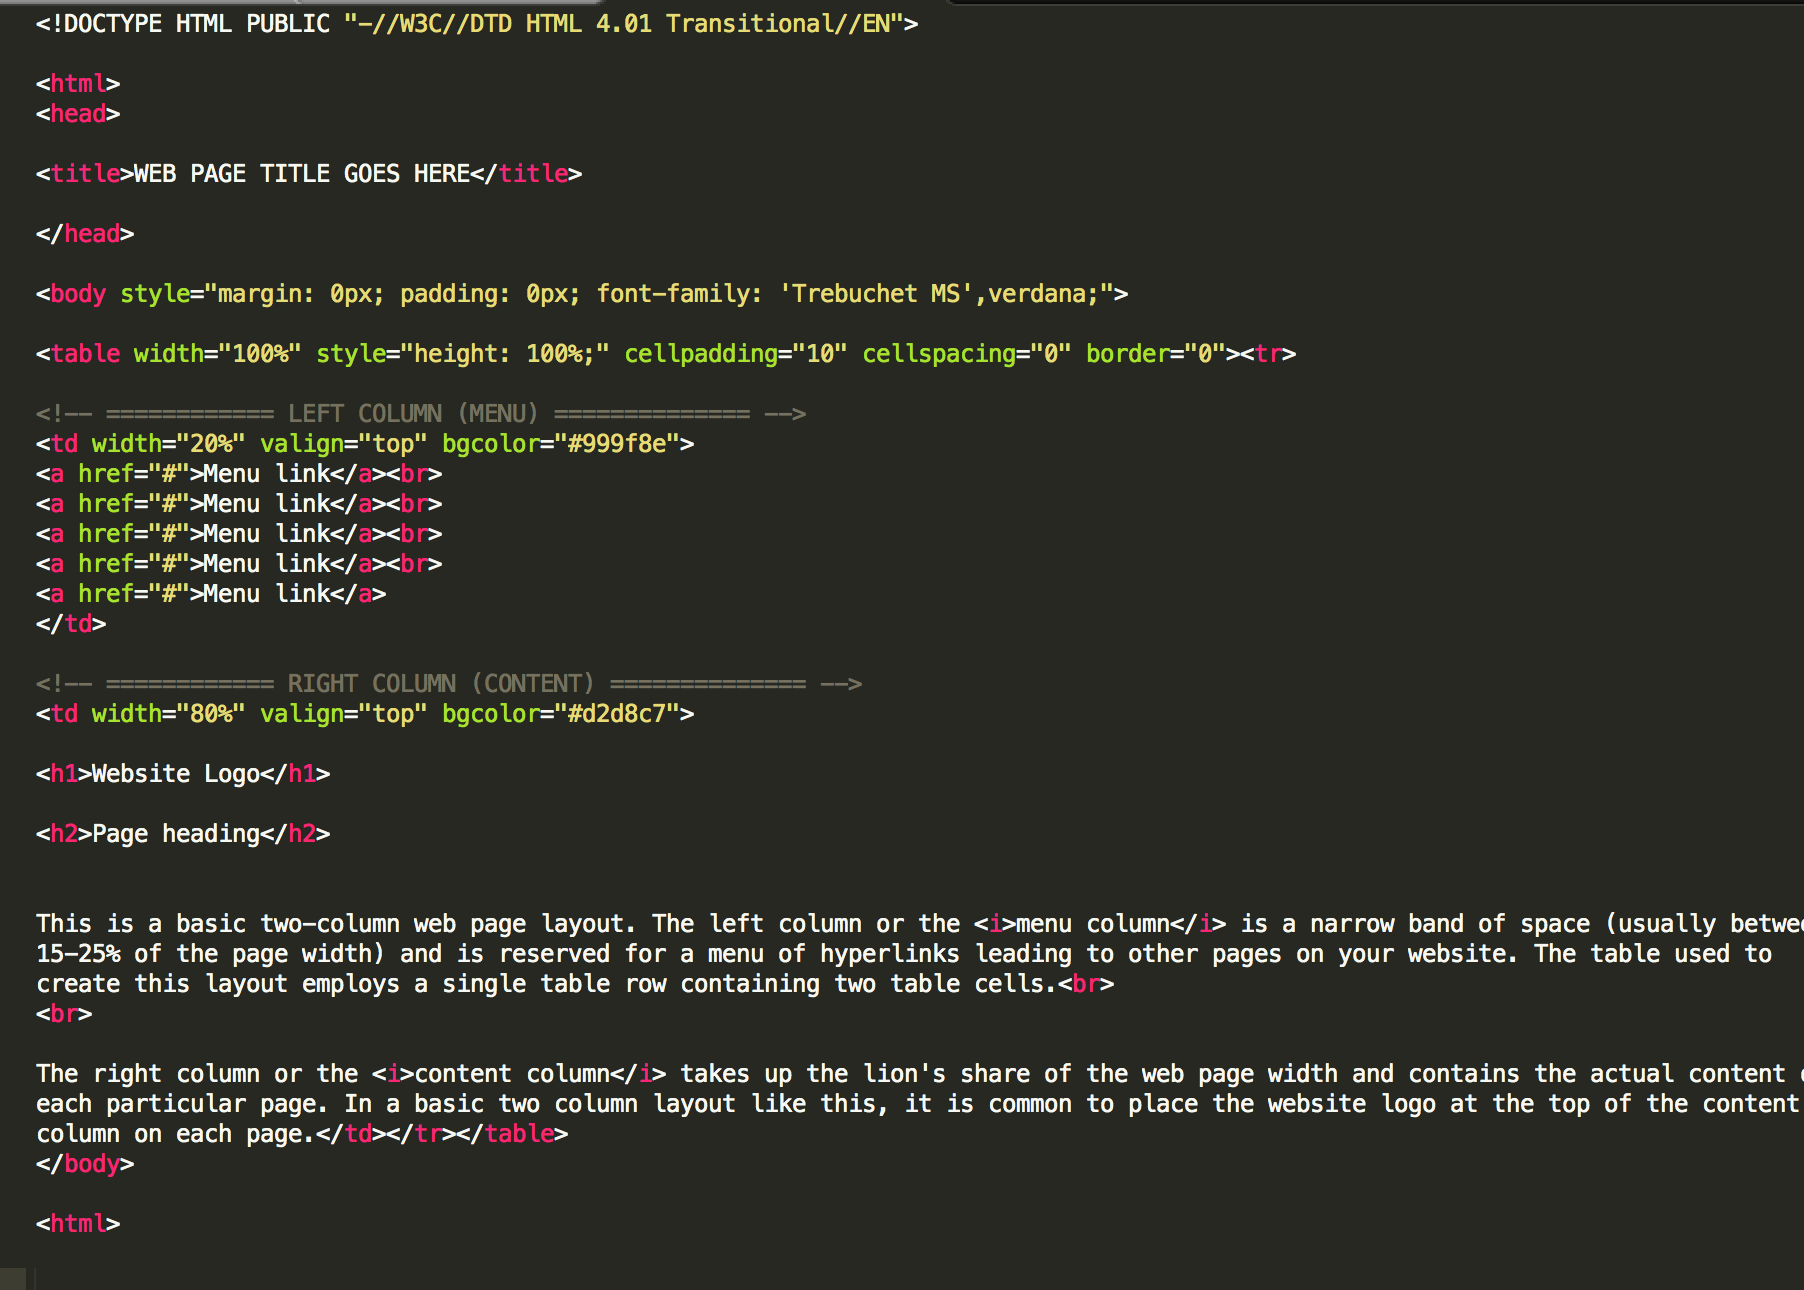 <!DOCTYPE HTML PUBLIC "-//W3C//DTD HTML 4.01 Transitional//EN">
<html>
<head>
<title>WEB PAGE TITLE GOES HERE</title>
</head>
<body style="margin: 0px; padding: 0px; font-family: 'Trebuchet MS',verdana;">
<table width="100%" style="height: 100%;" cellpadding="10" cellspacing="0" border="0"><tr>
<!-- ============ LEFT COLUMN (MENU) ============== -->
<td width="20%" valign="top" bgcolor="#999f8e">
<a href="#">Menu link</a><br>
<a href="#">Menu link</a><br>
<a href="#">Menu link</a><br>
<a href="#">Menu link</a><br>
<a href="#">Menu link</a>
</td>
<!-- ============ RIGHT COLUMN (CONTENT) ============== -->
<td width="80%" valign="top" bgcolor="#d2d8c7">
<h1>Website Logo</h1>
<h2>Page heading</h2>
This is a basic two-column web page layout. The left column or the <i>menu column</i> is a narrow band of space (usually
15-25% of the page width) and is reserved for a menu of hyperlinks leading to other pages on your website. The table used to
create this layout employs a single table row containing two table cells.<br>
<br>
The right column or the <i>content column</i> takes up the lion's share of the web page width and contains the actual content
each particular page. In a basic two column layout like this, it is common to place the website logo at the top of the content
column on each page.</td></tr></table>
</body>
<html>